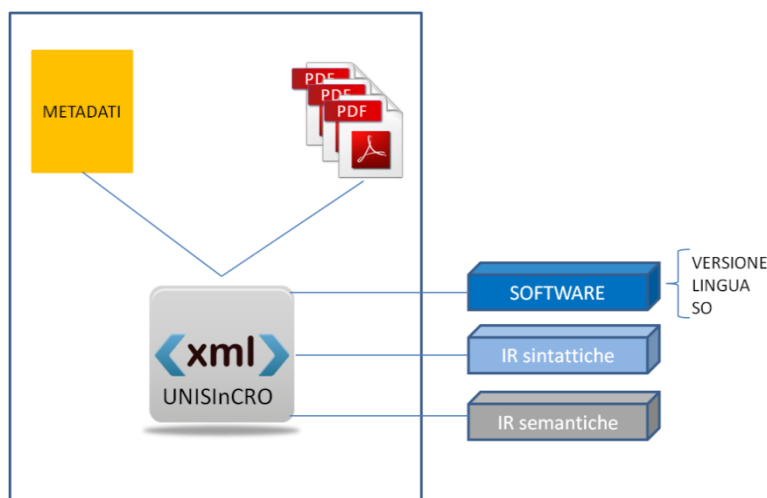 METADATI
PDF
PDF
PDF
xml
UNISInCRO
SOFTWARE
VERSIONE
LINGUA
SO
IR sintattiche
IR semantiche